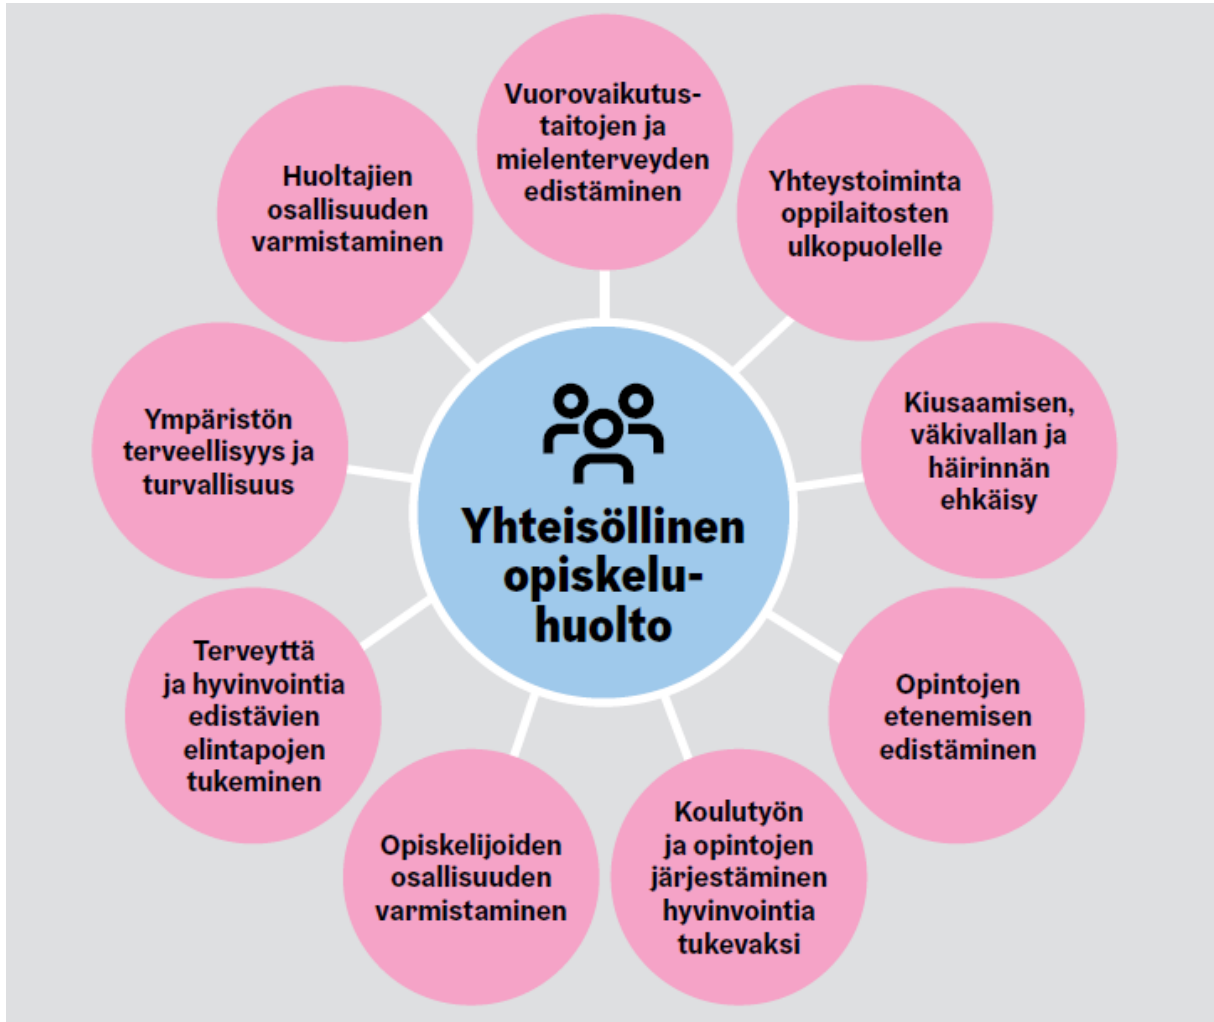 Vuorovaikutus-
taitojen ja
mielenterveyden
edistäminen
Yhteystoiminta
oppilaitosten
ulkopuolelle
Kiusaamisen,
väkivallan ja
häirinnän
ehkäisy
Opintojen
etenemisen
edistäminen
Koulutyön
ja opintojen
järjestäminen
hyvinvointia
tukevaksi
Opiskelijoiden
osallisuuden
varmistaminen
Terveyttä
ja hyvinvointia
edistävien
elintapojen
tukeminen
Ympäristön
terveellisyys ja
turvallisuus
Huoltajien
osallisuuden
varmistaminen
Yhteisöllinen
opiskelu-
huolto